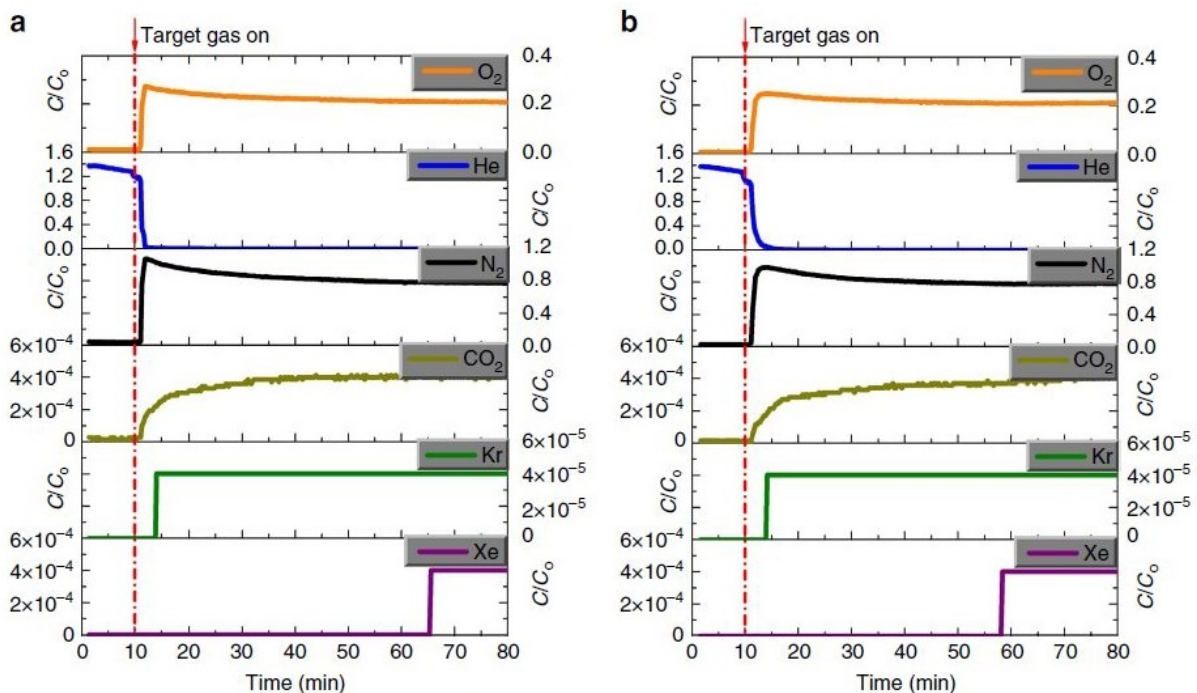 a
Target gas on
C/Cₒ
0.4
0.2
0.0
O₂
1.6
1.2
0.8
0.4
0.0
C/Cₒ
He
C/Cₒ
1.2
0.8
0.4
0.0
N₂
6×10⁻⁴
4×10⁻⁴
2×10⁻⁴
0
C/Cₒ
CO₂
C/Cₒ
6×10⁻⁵
4×10⁻⁵
2×10⁻⁵
0
Kr
6×10⁻⁴
4×10⁻⁴
2×10⁻⁴
0
C/Cₒ
Xe
0 10 20 30 40 50 60 70 80
Time (min)
b
Target gas on
C/Cₒ
0.4
0.2
0.0
O₂
1.6
1.2
0.8
0.4
0.0
C/Cₒ
He
C/Cₒ
1.2
0.8
0.4
0.0
N₂
6×10⁻⁴
4×10⁻⁴
2×10⁻⁴
0
C/Cₒ
CO₂
C/Cₒ
6×10⁻⁵
4×10⁻⁵
2×10⁻⁵
0
Kr
6×10⁻⁴
4×10⁻⁴
2×10⁻⁴
0
C/Cₒ
Xe
0 10 20 30 40 50 60 70 80
Time (min)